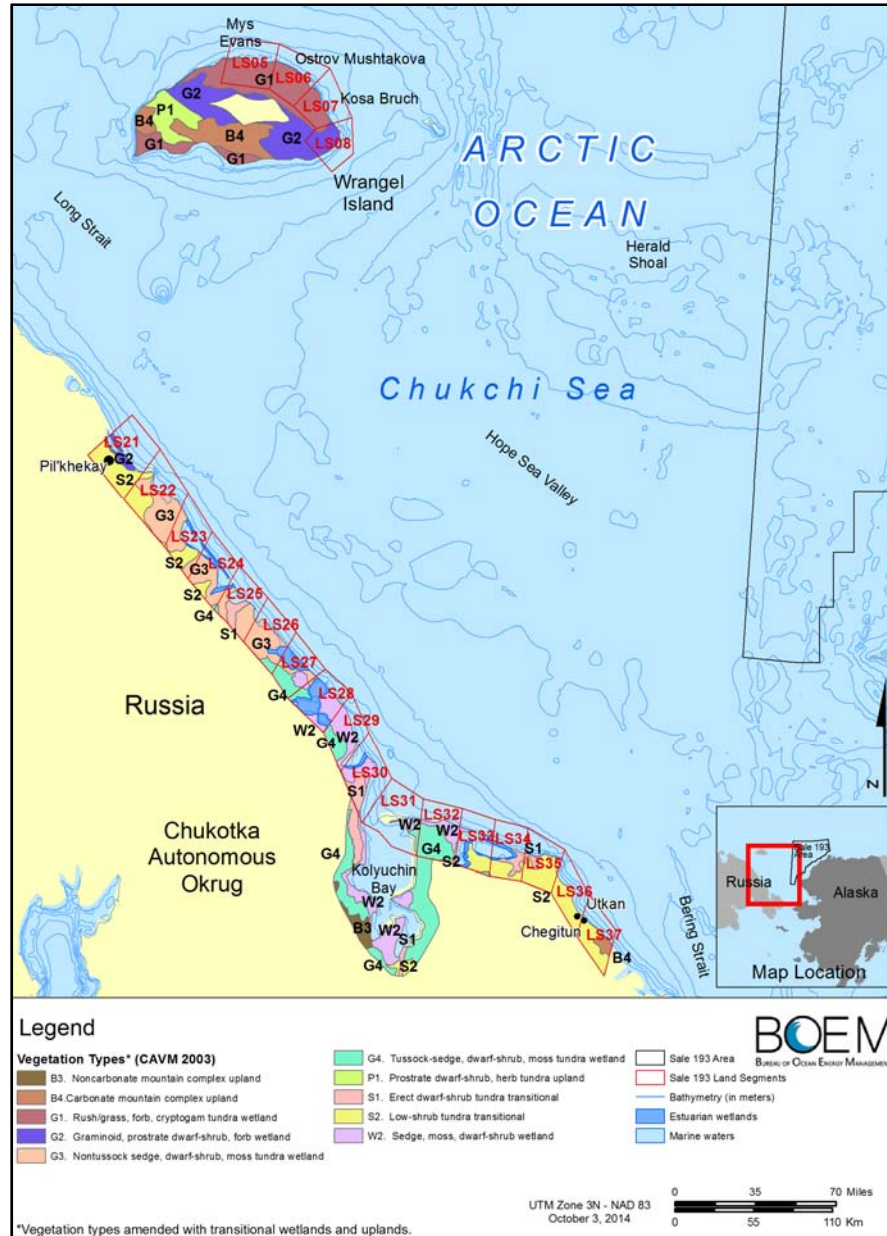 Mys
Evans
LS05
Ostrov Mushtakova
G1
LS06
G2
Kosa Bruch
P1
LS07
B4
B4
G2
LS08
G1
G1
Wrangel
Island
ARCTIC
OCEAN
Long Strait
Herald
Shoal
Chukchi Sea
Hope Sea Valley
LS21
Pil'khekay
G2
S2
LS22
G3
LS23
S2
G3
LS24
S2
LS25
G4
S1
LS26
G3
LS27
G4
LS28
Russia
W2
LS29
G4
W2
LS30
S1
LS31
LS32
W2
W2
LS33
LS34
S1
G4
G4
S2
LS35
Chukotka
Autonomous
Okrug
Kolyuchin
Bay
S2
LS36
W2
Utkan
Chegitun
B3
W2
S1
LS37
B4
G4
S2
Bering Strait
N
Sale 193
Area
Russia
Alaska
Map Location
Legend
BOEM
BUREAU OF OCEAN ENERGY MANAGEMENT
Vegetation Types* (CAVM 2003)
B3. Noncarbonate mountain complex upland
B4.Carbonate mountain complex upland
G1. Rush/grass, forb, cryptogam tundra wetland
G2. Graminoid, prostrate dwarf-shrub, forb wetland
G3. Nontussock sedge, dwarf-shrub, moss tundra wetland
G4. Tussock-sedge, dwarf-shrub, moss tundra wetland
P1. Prostrate dwarf-shrub, herb tundra upland
S1. Erect dwarf-shrub tundra transitional
S2. Low-shrub tundra transitional
W2. Sedge, moss, dwarf-shrub wetland
Sale 193 Area
Sale 193 Land Segments
Bathymetry (in meters)
Estuarine wetlands
Marine waters
UTM Zone 3N - NAD 83
October 3, 2014
0 35 70 Miles
0 55 110 Km
*Vegetation types amended with transitional wetlands and uplands.